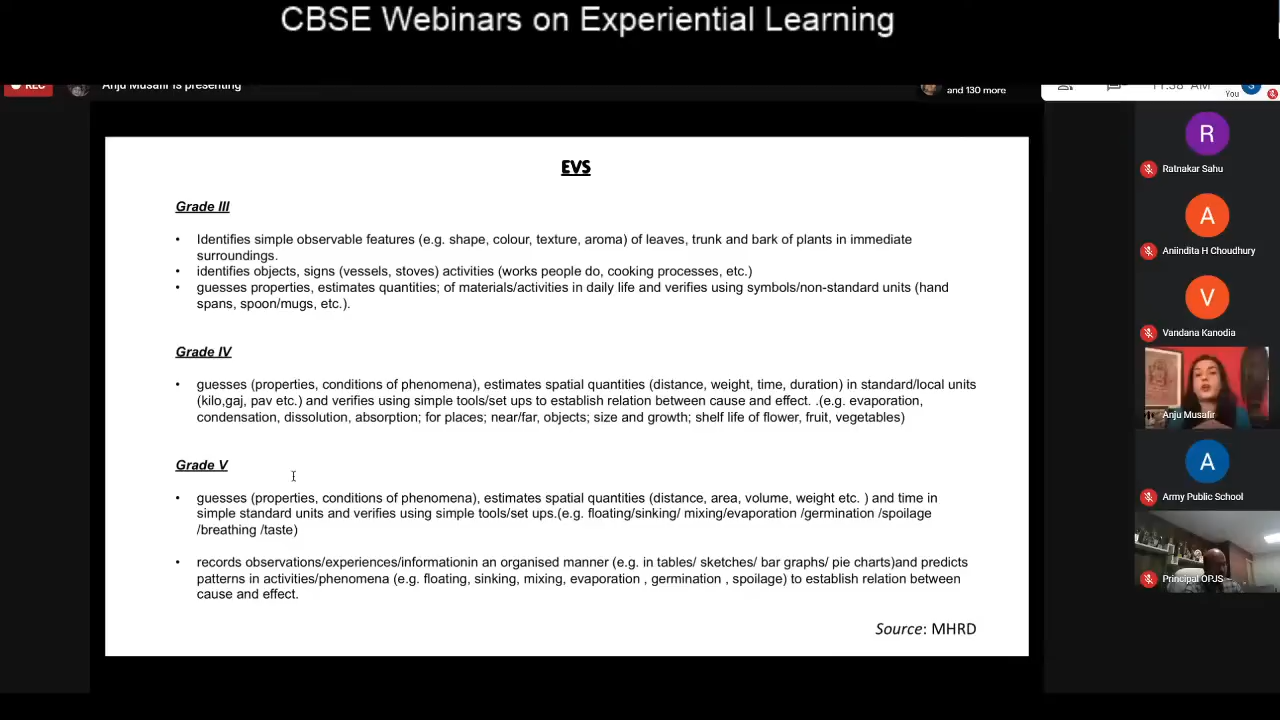 CBSE Webinars on Experiential Learning
REC
Anju Musafir is presenting
and 130 more
11:38 AM
You
S
EVS
Grade III
• Identifies simple observable features (e.g. shape, colour, texture, aroma) of leaves, trunk and bark of plants in immediate
surroundings.
• identifies objects, signs (vessels, stoves) activities (works people do, cooking processes, etc.)
• guesses properties, estimates quantities; of materials/activities in daily life and verifies using symbols/non-standard units (hand
spans, spoon/mugs, etc.).
Grade IV
• guesses (properties, conditions of phenomena), estimates spatial quantities (distance, weight, time, duration) in standard/local units
(kilo,gaj, pav etc.) and verifies using simple tools/set ups to establish relation between cause and effect. .(e.g. evaporation,
condensation, dissolution, absorption; for places; near/far, objects; size and growth; shelf life of flower, fruit, vegetables)
Grade V
• guesses (properties, conditions of phenomena), estimates spatial quantities (distance, area, volume, weight etc. ) and time in
simple standard units and verifies using simple tools/set ups.(e.g. floating/sinking/ mixing/evaporation /germination /spoilage
/breathing /taste)
• records observations/experiences/informationin an organised manner (e.g. in tables/ sketches/ bar graphs/ pie charts)and predicts
patterns in activities/phenomena (e.g. floating, sinking, mixing, evaporation , germination , spoilage) to establish relation between
cause and effect.
Source: MHRD
R
Ratnakar Sahu
A
Aniindita H Choudhury
V
Vandana Kanodia
Anju Musafir
A
Army Public School
Principal OPJS